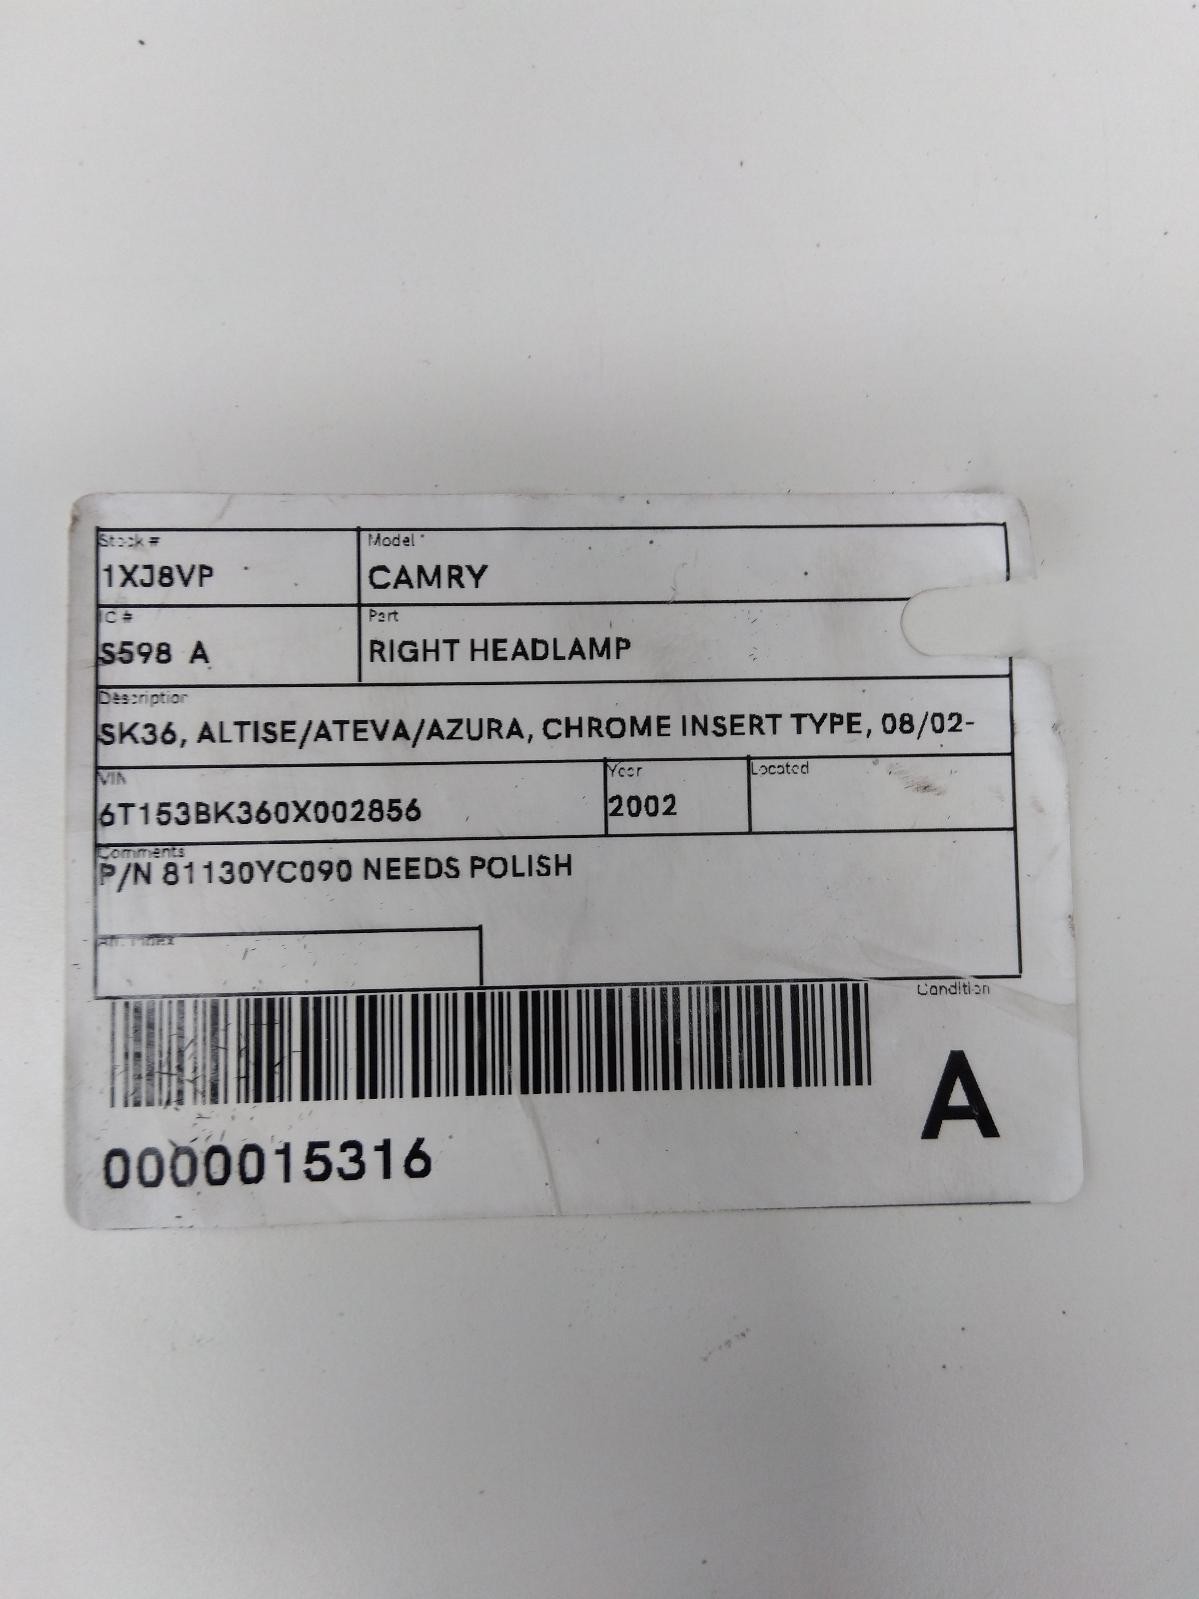 Stock # Model
1XJ8VP CAMRY
IC # Part
S598 A RIGHT HEADLAMP
Description
SK36, ALTISE/ATEVA/AZURA, CHROME INSERT TYPE, 08/02-
VIN Year Located
6T153BK360X002856 2002
Comments
P/N 81130YC090 NEEDS POLISH
Index
Condition
A
0000015316